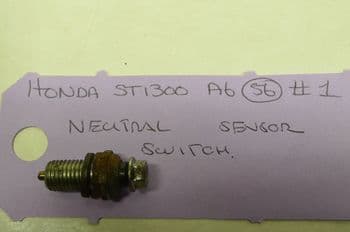 HONDA ST1300 A6 56 #1
NEUTRAL SENSOR
SWITCH.